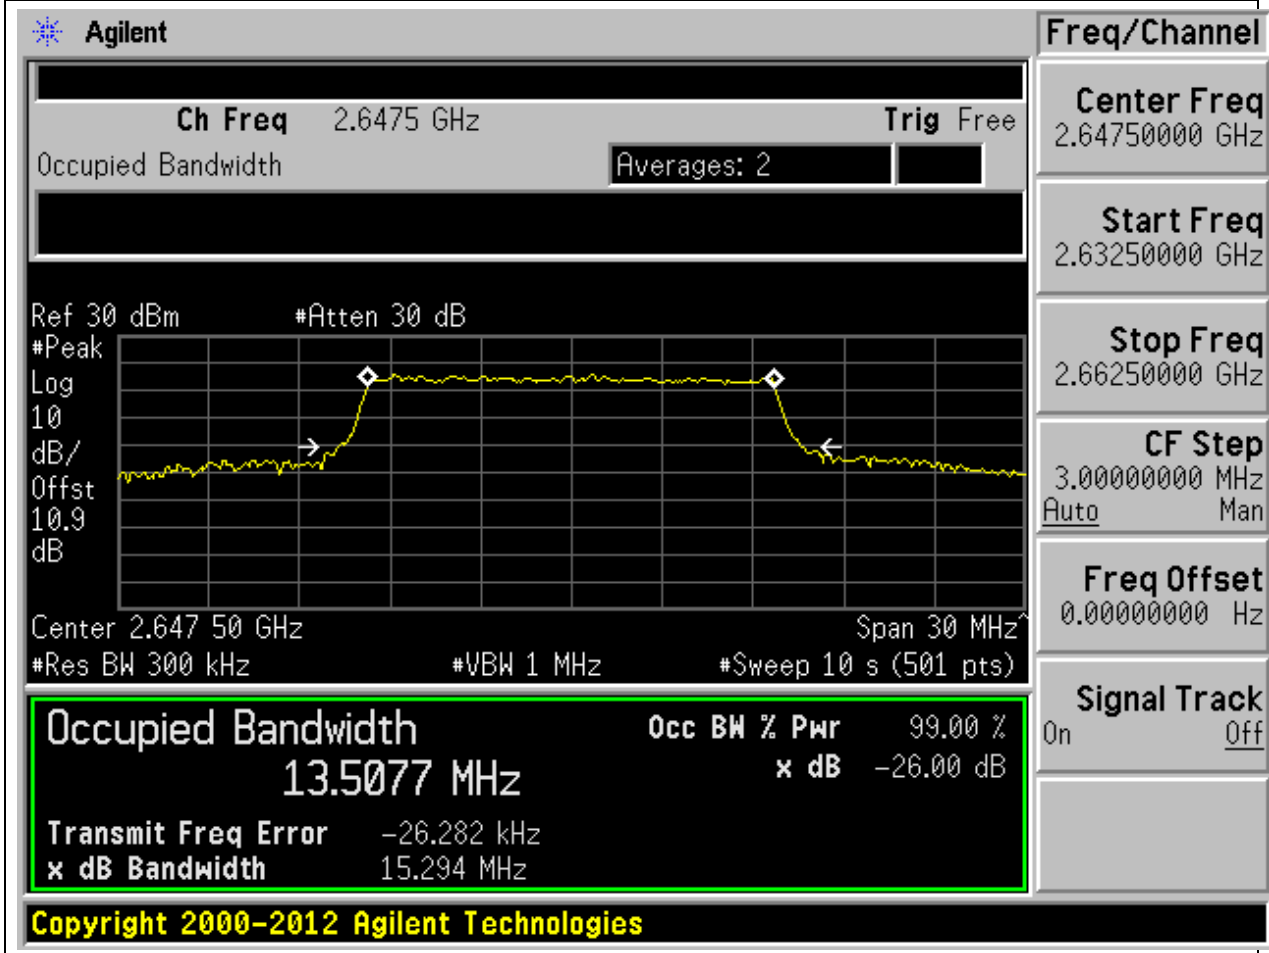 Agilent
Freq/Channel
Ch Freq 2.6475 GHz Trig Free
Occupied Bandwidth Averages: 2
Center Freq
2.64750000 GHz
Start Freq
2.63250000 GHz
Stop Freq
2.66250000 GHz
CF Step
3.00000000 MHz
Auto Man
Freq Offset
0.00000000 Hz
Signal Track
On Off
Ref 30 dBm #Atten 30 dB
#Peak
Log
10
dB/
Offst
10.9
dB
Center 2.647 50 GHz Span 30 MHz^
#Res BW 300 kHz #VBW 1 MHz #Sweep 10 s (501 pts)
Occupied Bandwidth Occ BW % Pwr 99.00 %
13.5077 MHz x dB -26.00 dB
Transmit Freq Error -26.282 kHz
x dB Bandwidth 15.294 MHz
Copyright 2000-2012 Agilent Technologies